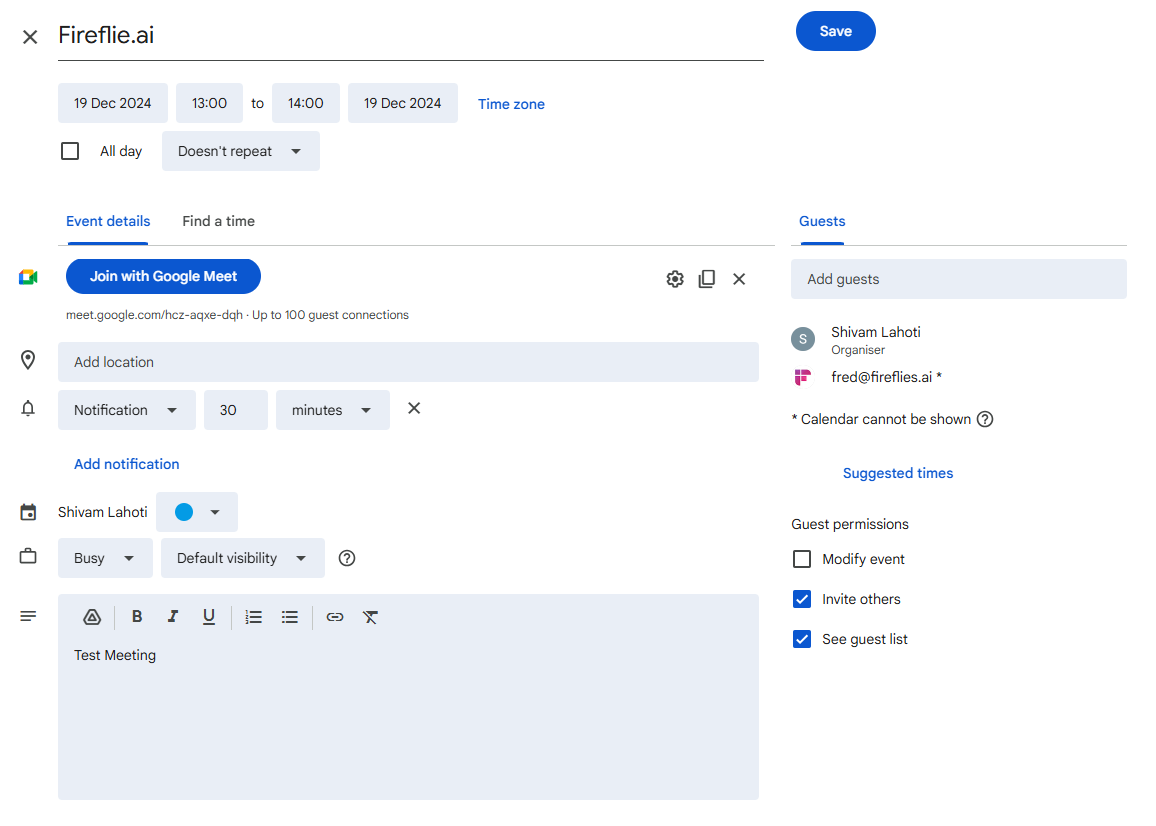 Fireflie.ai
Save
19 Dec 2024 13:00 to 14:00 19 Dec 2024 Time zone
All day Doesn't repeat
Event details Find a time
Join with Google Meet
meet.google.com/hcz-aqxe-dqh · Up to 100 guest connections
Add location
Notification 30 minutes
Add notification
Shivam Lahoti
Busy Default visibility
B I U
Test Meeting
Guests
Add guests
S Shivam Lahoti
Organiser
fred@fireflies.ai *
* Calendar cannot be shown
Suggested times
Guest permissions
Modify event
Invite others
See guest list